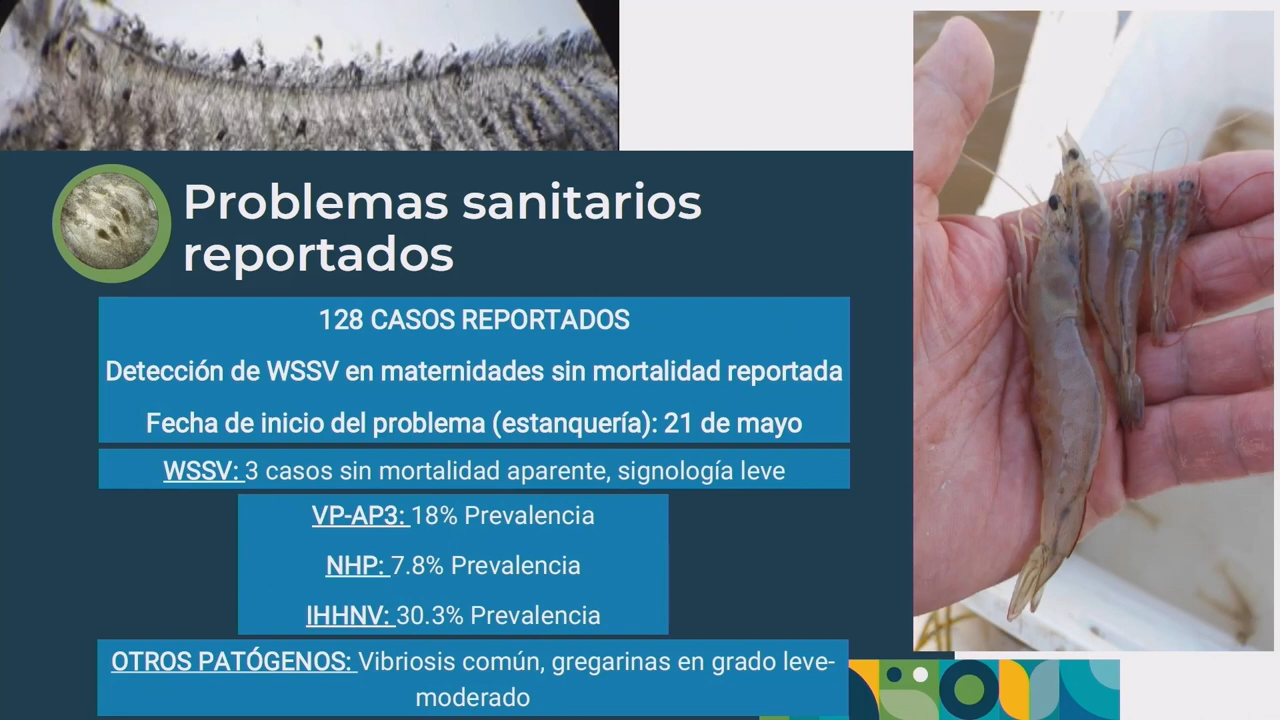 Problemas sanitarios
reportados
128 CASOS REPORTADOS
Detección de WSSV en maternidades sin mortalidad reportada
Fecha de inicio del problema (estanquería): 21 de mayo
WSSV: 3 casos sin mortalidad aparente, signología leve
VP-AP3: 18% Prevalencia
NHP: 7.8% Prevalencia
IHHNV: 30.3% Prevalencia
OTROS PATÓGENOS: Vibriosis común, gregarinas en grado leve-
moderado